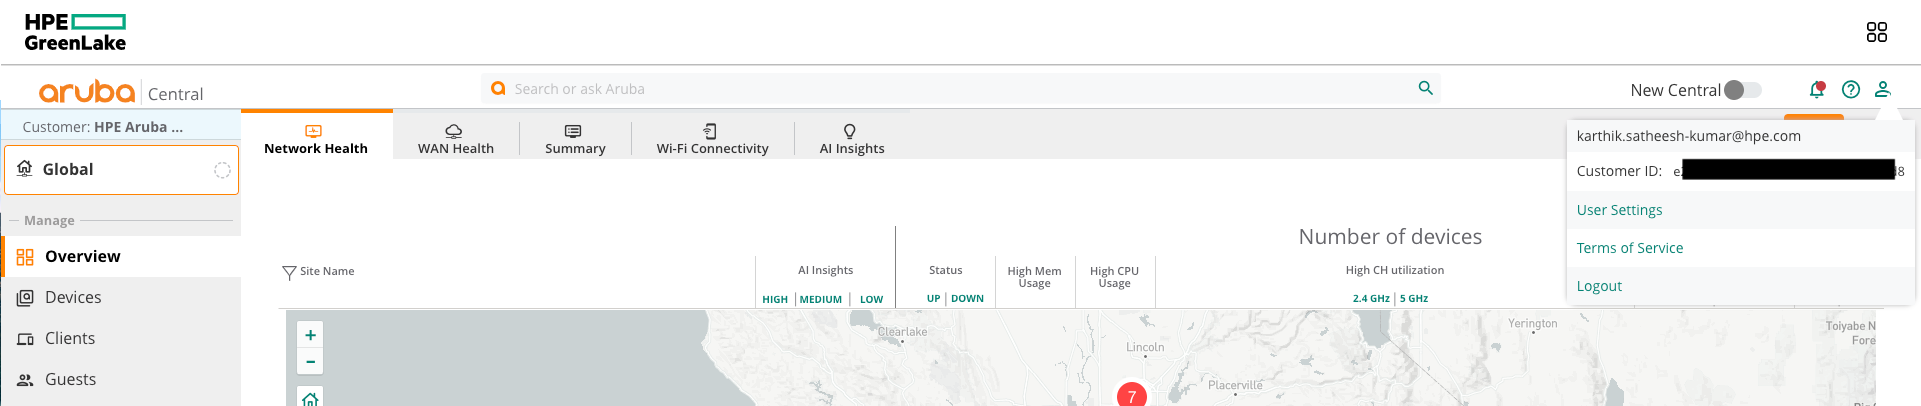 HPE
GreenLake
aruba Central
Search or ask Aruba
New Central
Customer: HPE Aruba ...
Global
Manage
Overview
Devices
Clients
Guests
Network Health
WAN Health
Summary
Wi-Fi Connectivity
AI Insights
karthik.satheesh-kumar@hpe.com
Customer ID:
User Settings
Terms of Service
Logout
Number of devices
Site Name
AI Insights
HIGH MEDIUM LOW
Status
UP DOWN
High Mem
Usage
High CPU
Usage
High CH utilization
2.4 GHz 5 GHz
+
−
Clearlake
Lincoln
Placerville
7
Yerington
Toiyabe N
Fore